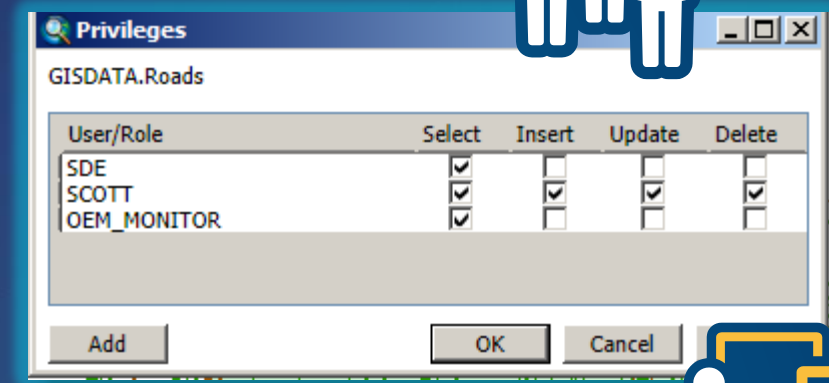 Privileges
GISDATA.Roads
User/Role Select Insert Update Delete
SDE
SCOTT
OEM_MONITOR
Add OK Cancel